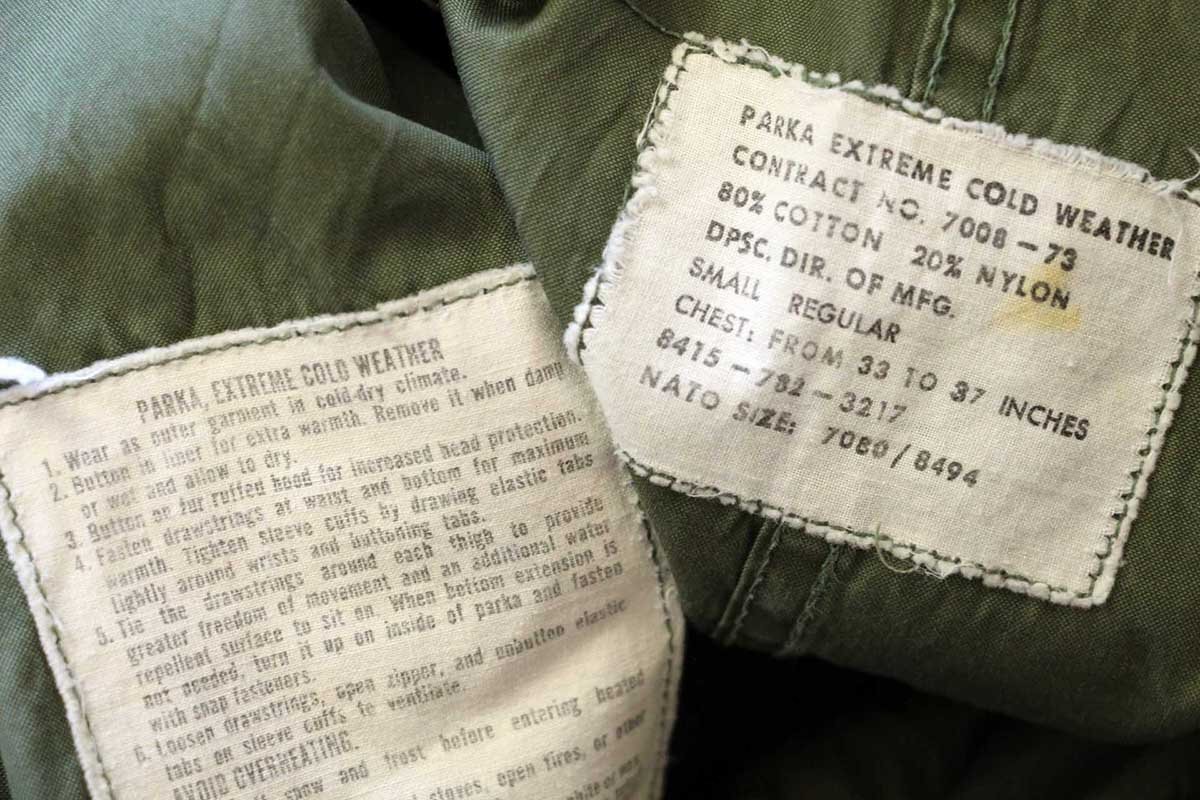 PARKA, EXTREME COLD WEATHER
1. Wear as outer garment in cold-dry climate.
2. Button in liner for extra warmth. Remove it when damp
or wet and allow to dry.
3. Button on fur ruffed hood for increased head protection.
4. Fasten drawstrings at waist and bottom for maximum
warmth. Tighten sleeve cuffs by drawing elastic tabs
tightly around wrists and buttoning tabs.
5. Tie the drawstrings around each thigh to provide
greater freedom of movement and an additional water
repellent surface to sit on. When bottom extension is
not needed, turn it up on inside of parka and fasten
with snap fasteners.
6. Loosen drawstrings, open zipper, and unbutton elastic
tabs on sleeve cuffs to ventilate.
AVOID OVERHEATING.
snow and frost before entering heated
stoves, open fires, or other
white or
PARKA EXTREME COLD WEATHER
CONTRACT NO. 7008-73
80% COTTON 20% NYLON
DPSC. DIR. OF MFG.
SMALL REGULAR
CHEST: FROM 33 TO 37 INCHES
8415-782-3217
NATO SIZE: 7080/8494